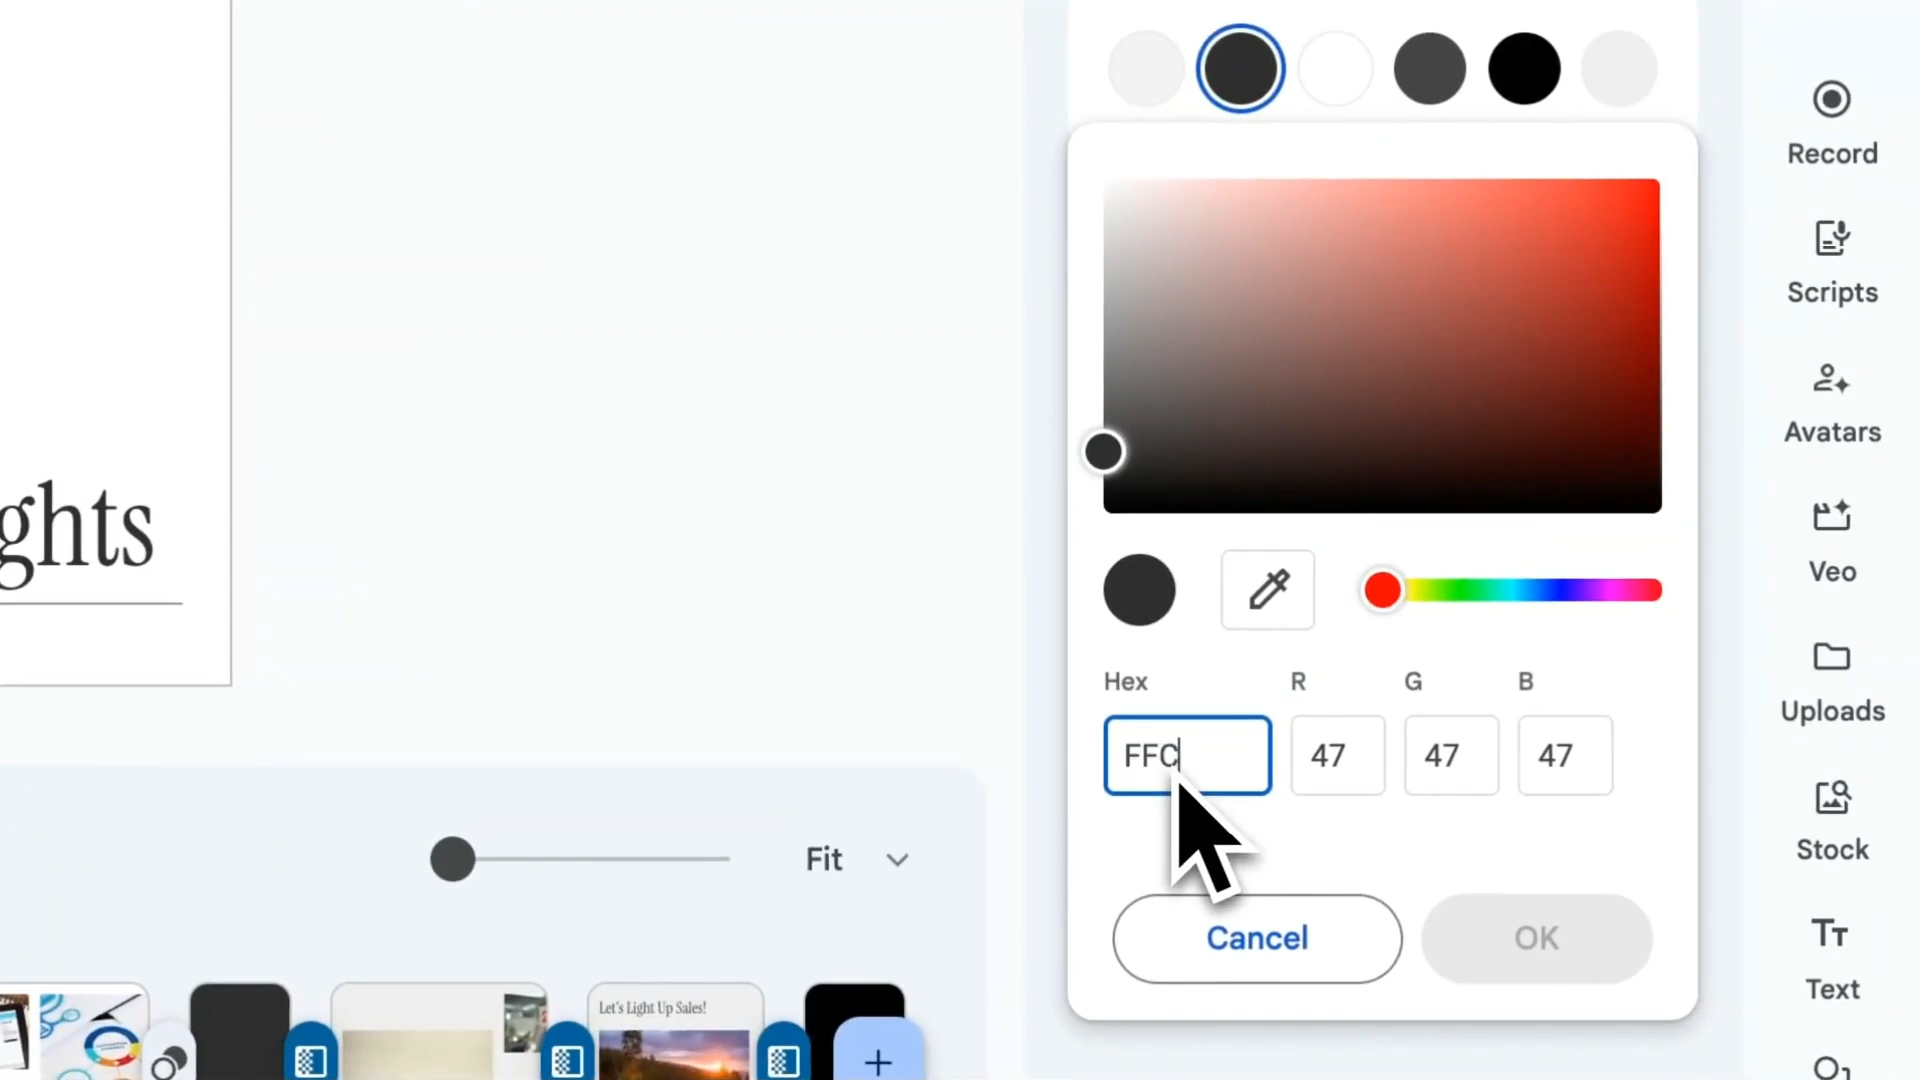 ghts
Hex
R
G
B
FFC
47
47
47
Cancel
OK
Fit
Let's Light Up Sales!
Record
Scripts
Avatars
Veo
Uploads
Stock
Tт
Text